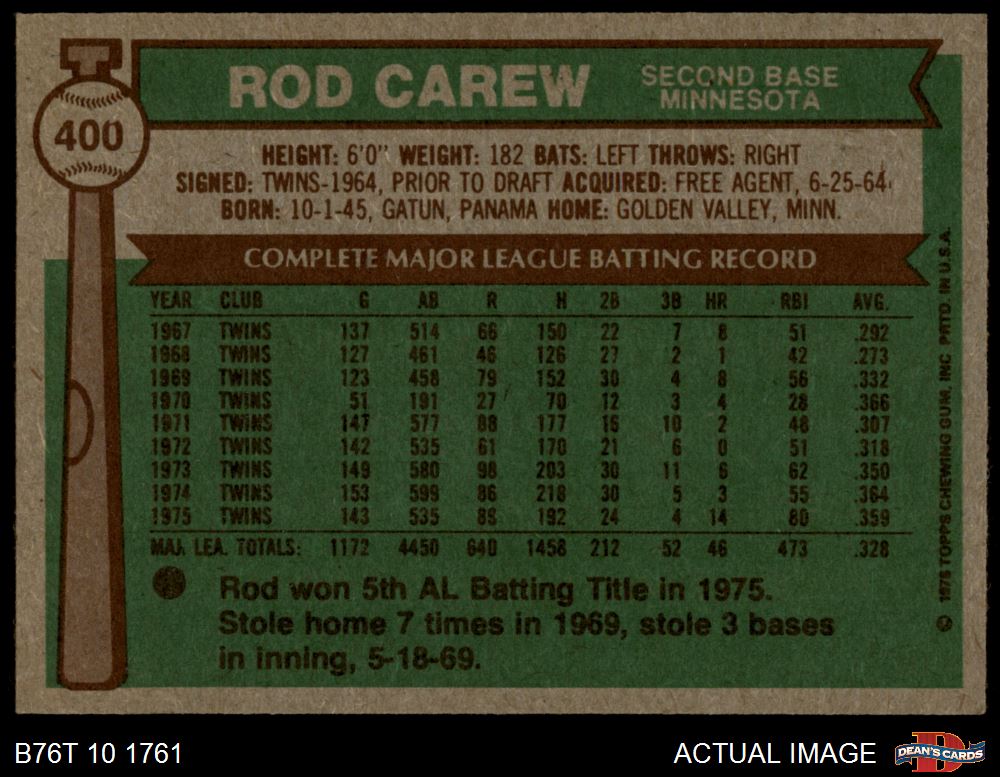 T
400
ROD CAREW
SECOND BASE
MINNESOTA
HEIGHT: 6'0" WEIGHT: 182 BATS: LEFT THROWS: RIGHT
SIGNED: TWINS-1964, PRIOR TO DRAFT ACQUIRED: FREE AGENT, 6-25-64
BORN: 10-1-45, GATUN, PANAMA HOME: GOLDEN VALLEY, MINN.
COMPLETE MAJOR LEAGUE BATTING RECORD
YEAR CLUB G AB R H 2B 3B HR RBI AVG.
1967 TWINS 137 514 66 150 22 7 8 51 .292
1968 TWINS 127 461 46 126 27 2 1 42 .273
1969 TWINS 123 458 79 152 30 4 8 56 .332
1970 TWINS 51 191 27 70 12 3 4 28 .366
1971 TWINS 147 577 88 177 16 10 2 48 .307
1972 TWINS 142 535 61 170 21 6 0 51 .318
1973 TWINS 149 580 98 203 30 11 6 62 .350
1974 TWINS 153 599 86 218 30 5 3 55 .364
1975 TWINS 143 535 89 192 24 4 14 80 .359
MAJ. LEA. TOTALS: 1172 4450 640 1458 212 52 46 473 .328
Rod won 5th AL Batting Title in 1975.
Stole home 7 times in 1969, stole 3 bases
in inning, 5-18-69.
© 1976 TOPPS CHEWING GUM, INC. PRTD. IN U.S.A.
B76T 10 1761
ACTUAL IMAGE
DEAN'S CARDS